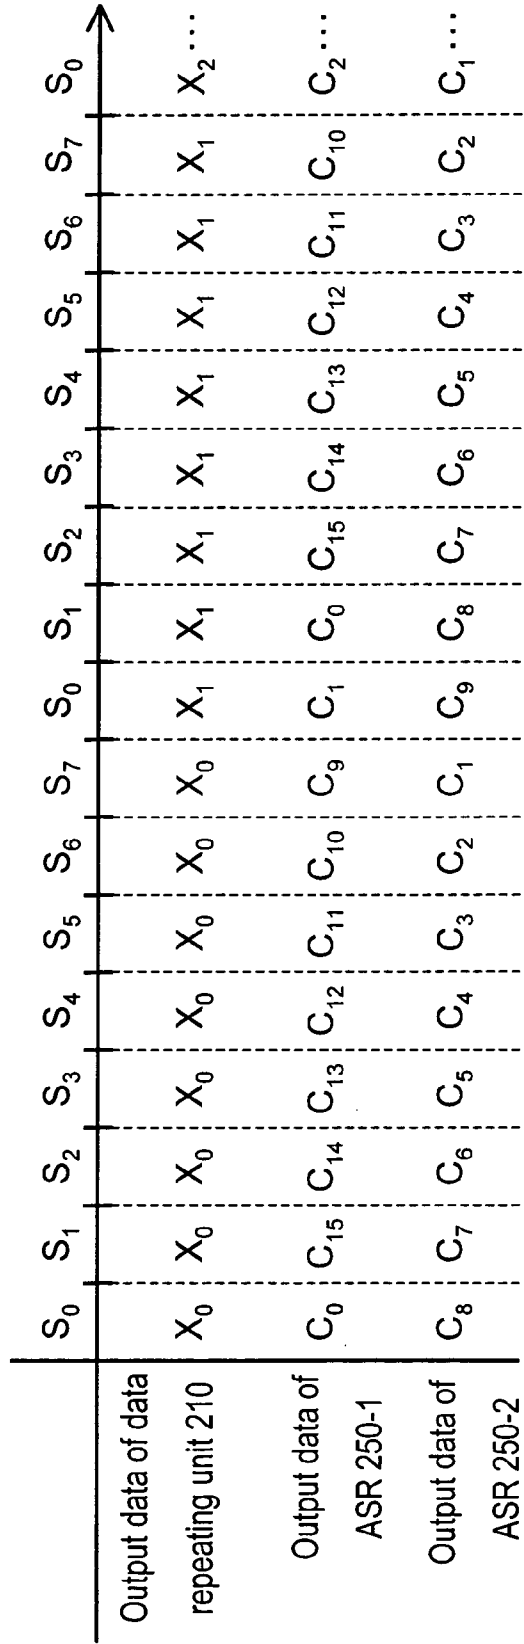 S₀ S₁ S₂ S₃ S₄ S₅ S₆ S₇ S₀ S₁ S₂ S₃ S₄ S₅ S₆ S₇ S₀
Output data of data
repeating unit 210 X₀ X₀ X₀ X₀ X₀ X₀ X₀ X₀ X₁ X₁ X₁ X₁ X₁ X₁ X₁ X₁ X₂ ...
Output data of
ASR 250-1 C₀ C₁₅ C₁₄ C₁₃ C₁₂ C₁₁ C₁₀ C₉ C₁ C₀ C₁₅ C₁₄ C₁₃ C₁₂ C₁₁ C₁₀ C₂ ...
Output data of
ASR 250-2 C₈ C₇ C₆ C₅ C₄ C₃ C₂ C₁ C₉ C₈ C₇ C₆ C₅ C₄ C₃ C₂ C₁ ...